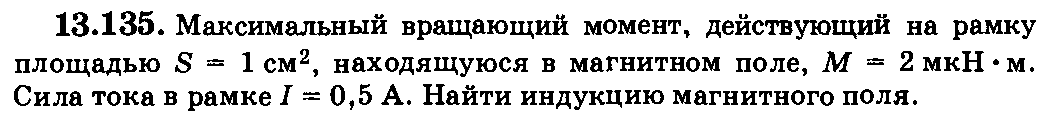 13.135. Максимальный вращающий момент, действующий на рамку
площадью S = 1 см², находящуюся в магнитном поле, M = 2 мкН · м.
Сила тока в рамке I = 0,5 А. Найти индукцию магнитного поля.